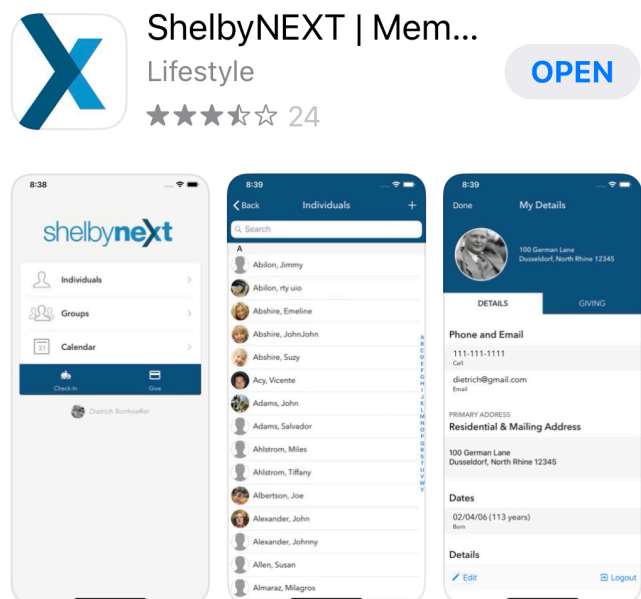 ShelbyNEXT | Mem...
Lifestyle
OPEN
24
8:38
shelbynext
Individuals
Groups
31
Calendar
Check-In
Give
Dietrich Bonhoeffer
8:39
Back
Individuals
+
Search
A
Abilon, Jimmy
Abilon, rty uio
Abshire, Emeline
Abshire, JohnJohn
Abshire, Suzy
Acy, Vicente
Adams, John
Adams, Salvador
Ahlstrom, Miles
Ahlstrom, Tiffany
Albertson, Joe
Alexander, John
Alexander, Johnny
Allen, Susan
Almaraz, Milagros
A
B
C
D
E
F
G
H
I
J
K
L
M
N
O
P
Q
R
S
T
U
V
W
Y
8:39
Done
My Details
100 German Lane
Dusseldorf, North Rhine 12345
DETAILS
GIVING
Phone and Email
111-111-1111
Cell
dietrich@gmail.com
Email
PRIMARY ADDRESS
Residential & Mailing Address
100 German Lane
Dusseldorf, North Rhine 12345
Dates
02/04/06 (113 years)
Born
Details
Edit
Logout